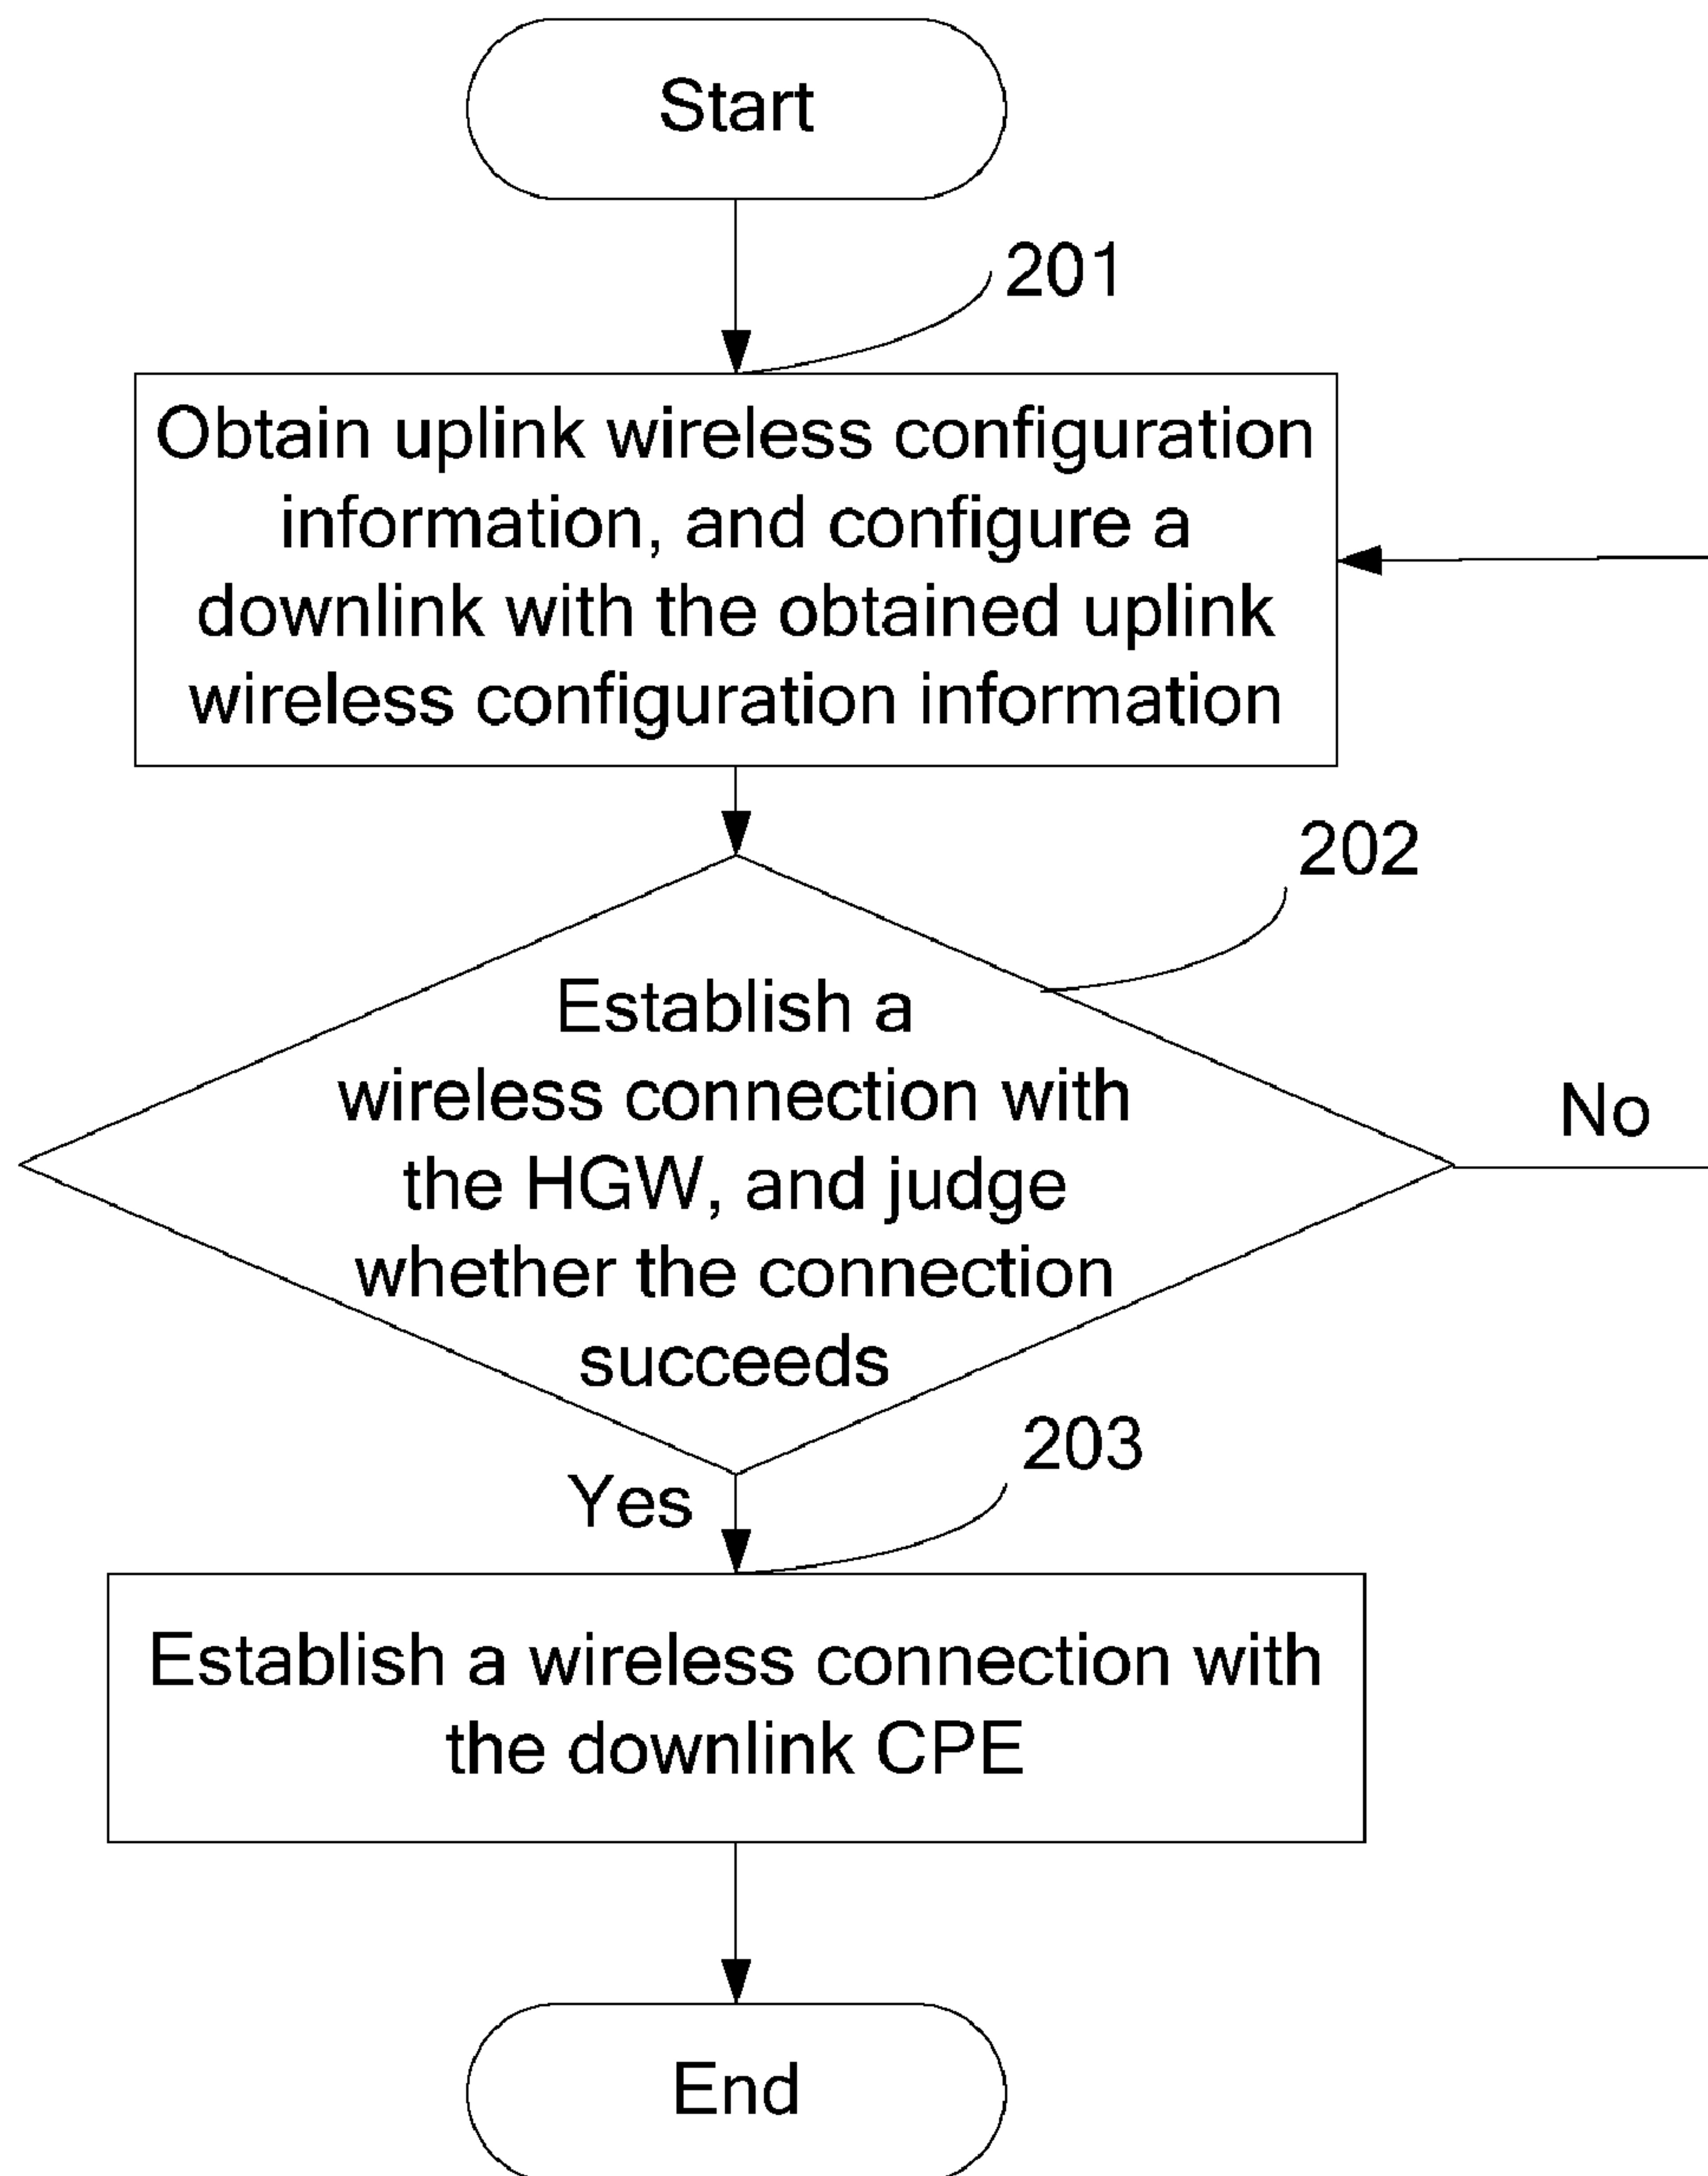 Start
201
Obtain uplink wireless configuration
information, and configure a
downlink with the obtained uplink
wireless configuration information
202
Establish a
wireless connection with
the HGW, and judge
whether the connection
succeeds
No
203
Yes
Establish a wireless connection with
the downlink CPE
End